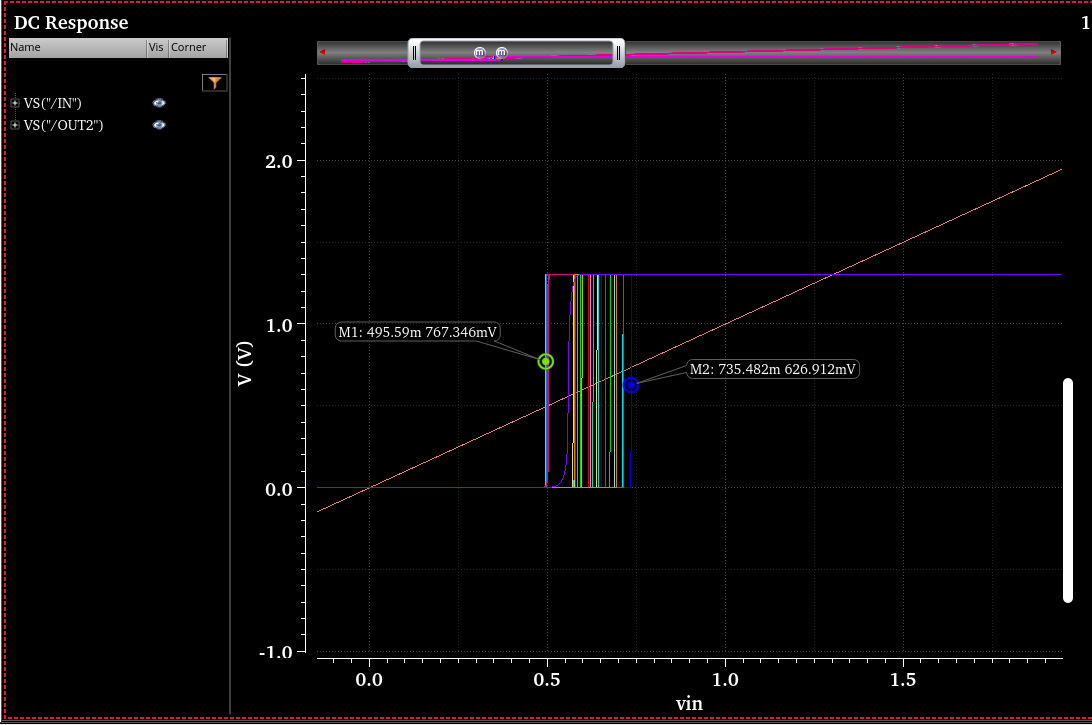 DC Response
1
Name Vis Corner
VS("/IN")
VS("/OUT2")
m m
2.0
1.0
0.0
-1.0
V (V)
M1: 495.59m 767.346mV
M2: 735.482m 626.912mV
0.0 0.5 1.0 1.5
vin